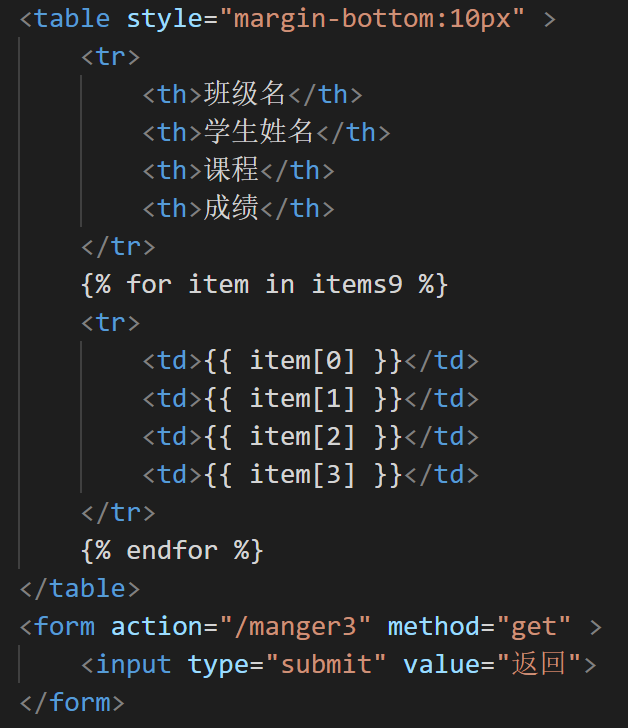 <table style="margin-bottom:10px" >
    <tr>
        <th>班级名</th>
        <th>学生姓名</th>
        <th>课程</th>
        <th>成绩</th>
    </tr>
    {% for item in items9 %}
    <tr>
        <td>{{ item[0] }}</td>
        <td>{{ item[1] }}</td>
        <td>{{ item[2] }}</td>
        <td>{{ item[3] }}</td>
    </tr>
    {% endfor %}
</table>
<form action="/manger3" method="get" >
    <input type="submit" value="返回">
</form>